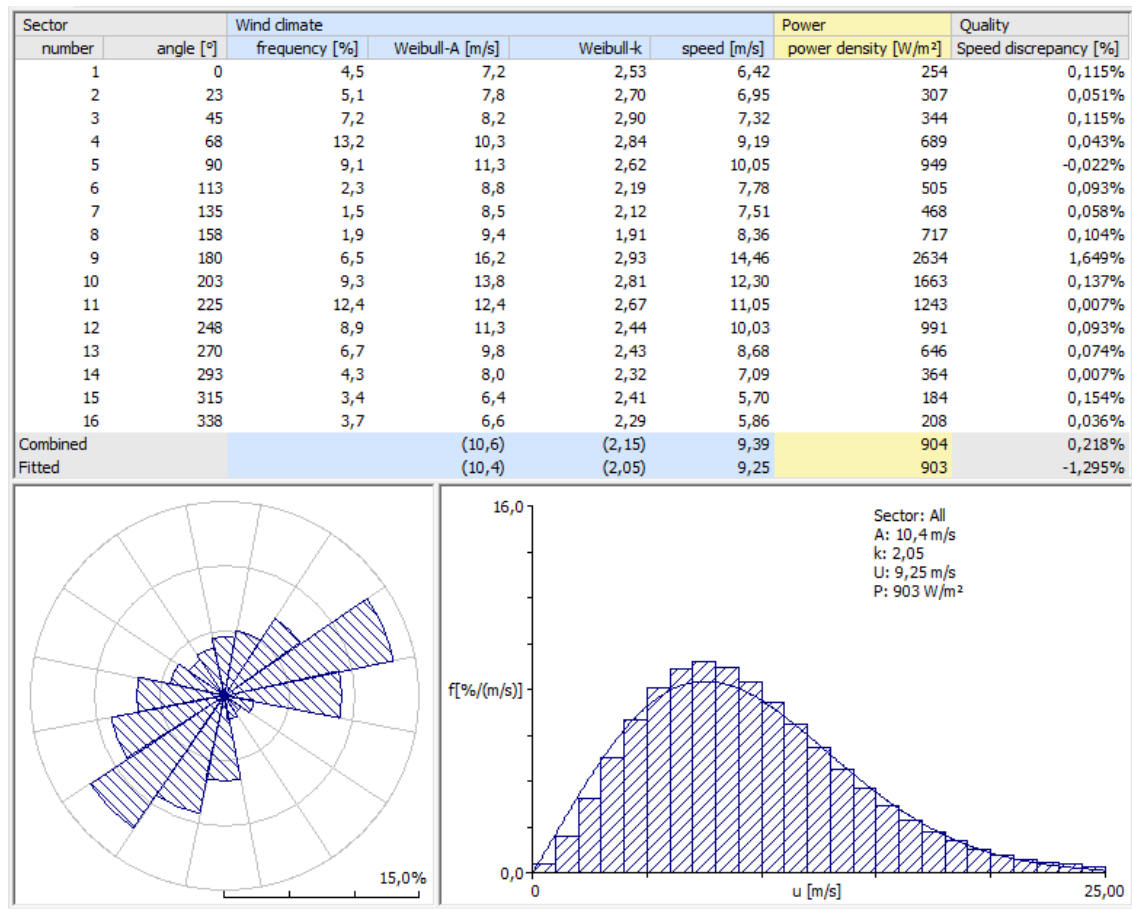 Sector Wind climate Power Quality
number angle [º] frequency [%] Weibull-A [m/s] Weibull-k speed [m/s] power density [W/m²] Speed discrepancy [%]
1 0 4,5 7,2 2,53 6,42 254 0,115%
2 23 5,1 7,8 2,70 6,95 307 0,051%
3 45 7,2 8,2 2,90 7,32 344 0,115%
4 68 13,2 10,3 2,84 9,19 689 0,043%
5 90 9,1 11,3 2,62 10,05 949 -0,022%
6 113 2,3 8,8 2,19 7,78 505 0,093%
7 135 1,5 8,5 2,12 7,51 468 0,058%
8 158 1,9 9,4 1,91 8,36 717 0,104%
9 180 6,5 16,2 2,93 14,46 2634 1,649%
10 203 9,3 13,8 2,81 12,30 1663 0,137%
11 225 12,4 12,4 2,67 11,05 1243 0,007%
12 248 8,9 11,3 2,44 10,03 991 0,093%
13 270 6,7 9,8 2,43 8,68 646 0,074%
14 293 4,3 8,0 2,32 7,09 364 0,007%
15 315 3,4 6,4 2,41 5,70 184 0,154%
16 338 3,7 6,6 2,29 5,86 208 0,036%
Combined (10,6) (2,15) 9,39 904 0,218%
Fitted (10,4) (2,05) 9,25 903 -1,295%
15,0%
16,0
Sector: All
A: 10,4 m/s
k: 2,05
U: 9,25 m/s
P: 903 W/m²
f[%/(m/s)]
0,0
0 u [m/s] 25,00